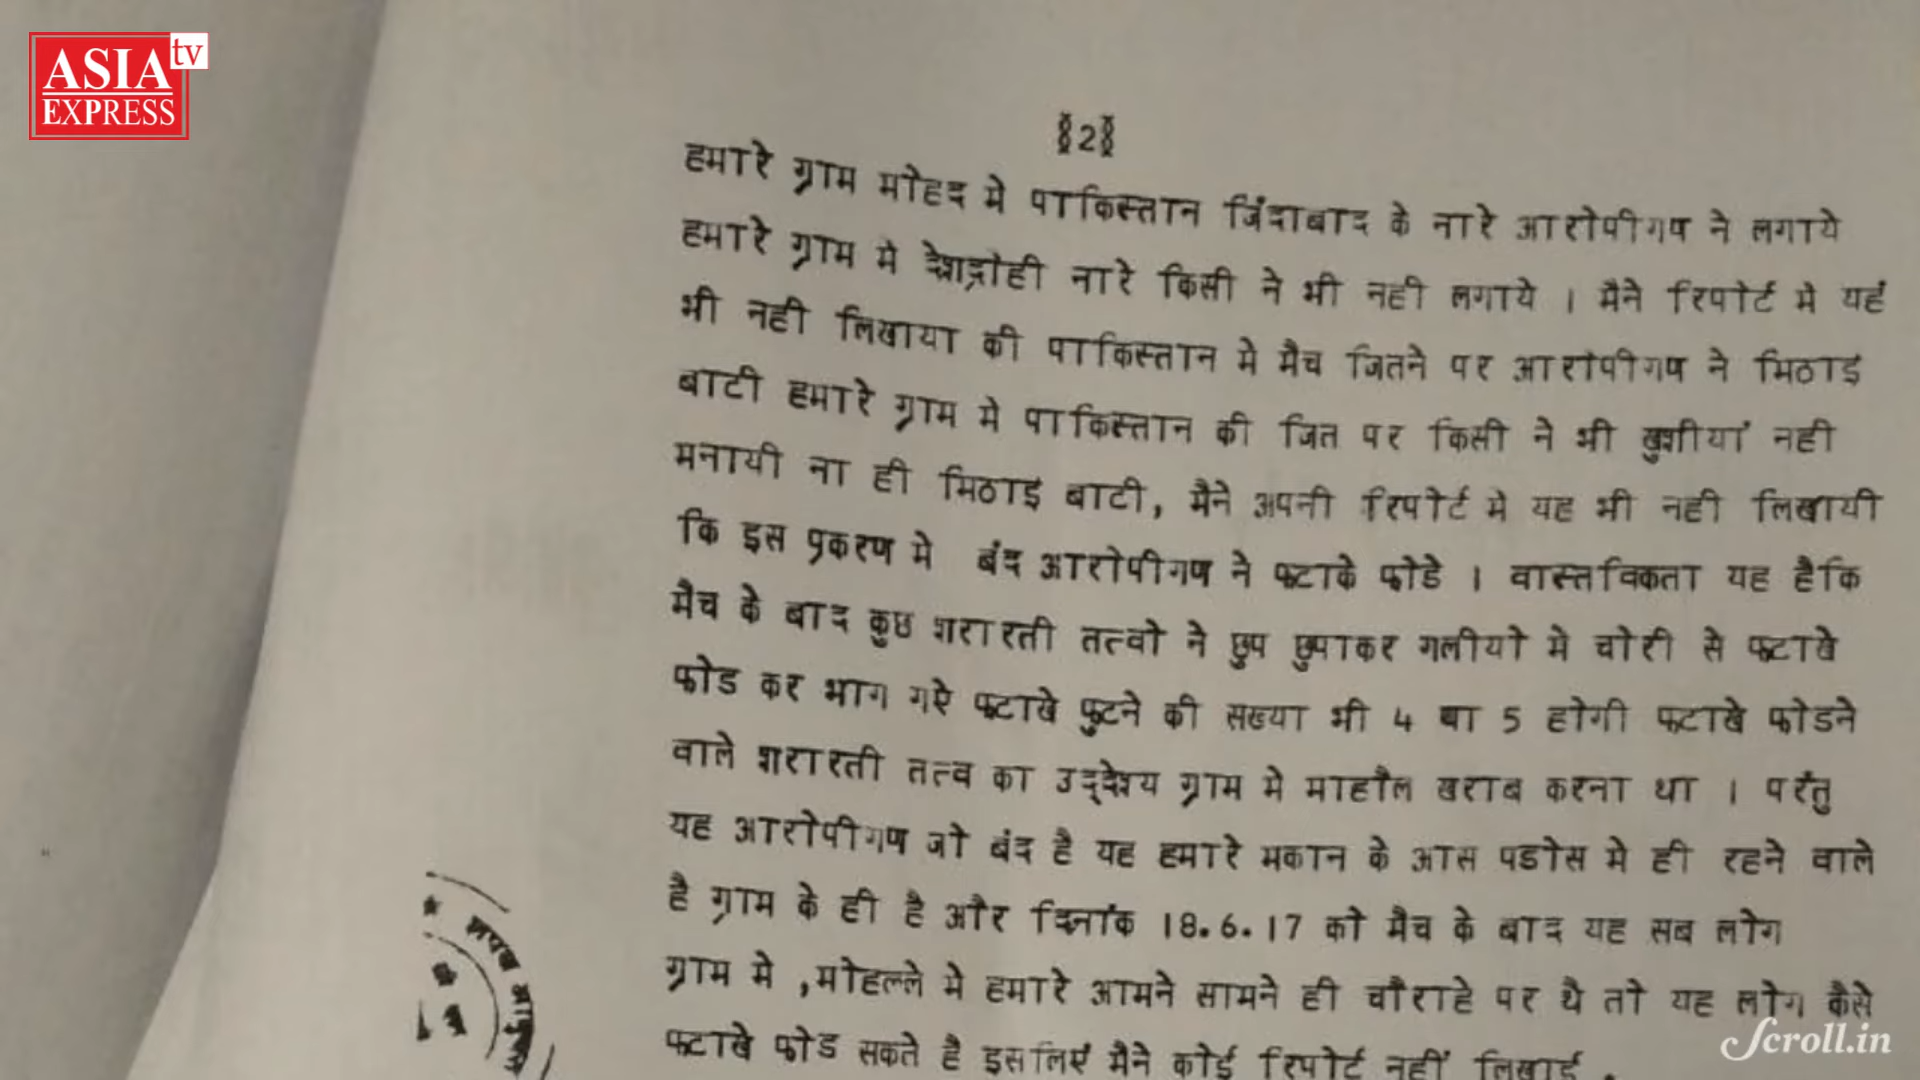 ASIA tv
EXPRESS
§2§
हमारे ग्राम मोहद मे पाकिस्तान जिंदाबाद के नारे आरोपीगण ने लगाये
हमारे ग्राम मे देशद्रोही नारे किसी ने भी नही लगाये । मैने रिपोर्ट मे यह
भी नही लिखाया की पाकिस्तान मे मैच जितने पर आरोपीगण ने मिठाइ
बाटी हमारे ग्राम मे पाकिस्तान की जित पर किसी ने भी खुशीयां नही
मनायी ना ही मिठाइ बाटी, मैने अपनी रिपोर्ट मे यह भी नही लिखायी
कि इस प्रकरण मे बंद आरोपीगण ने फटाके फोडे । वास्तविकता यह हैकि
मैच के बाद कुछ शरारती तत्वो ने छुप छुपाकर गलीयो मे चोरी से फटाखे
फोड कर भाग गऐ फटाखे फुटने की सख्या भी 4 या 5 होगी फटाखे फोडने
वाले शरारती तत्व का उद्देश्य ग्राम मे माहौल खराब करना था । परंतु
यह आरोपीगण जो बंद है यह हमारे मकान के आस पडोस मे ही रहने वाले
है ग्राम के ही है और दिनांक 18.6.17 को मैच के बाद यह सब लोग
ग्राम मे ,मोहल्ले मे हमारे आमने सामने ही चौराहे पर थे तो यह लोग कैसे
फटाखे फोड सकते है इसलिएं मैने कोई रिपोर्ट नहीं लिखाई .
Scroll.in